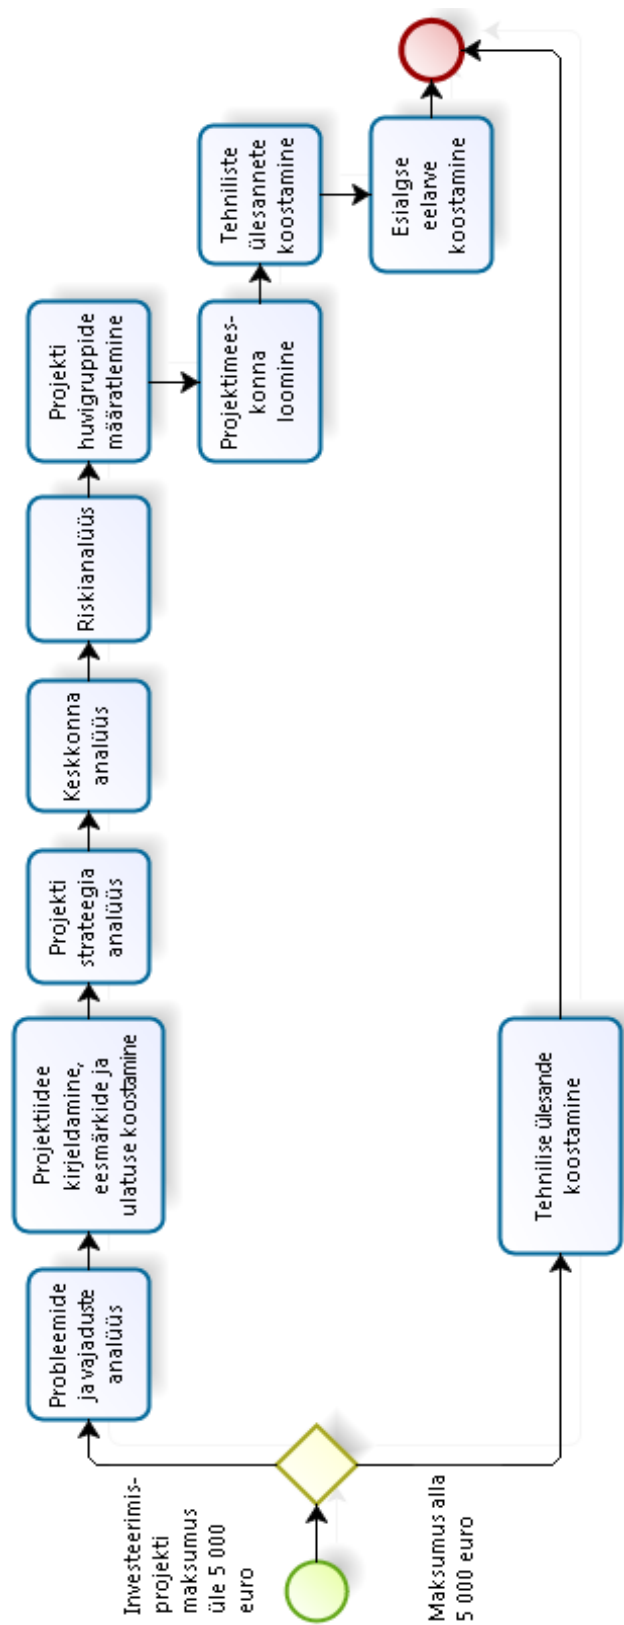 Investeerimis-
projekti
maksumus
üle 5 000
euro
Maksumus alla
5 000 euro
Probleemide
ja vajaduste
analüüs
Projektiidee
kirjeldamine,
eesmärkide ja
ulatuse koostamine
Projekti
strateegia
analüüs
Keskkonna
analüüs
Riskianalüüs
Projekti
huvigruppide
määratlemine
Projektimees-
konna
loomine
Tehniliste
ülesannete
koostamine
Esialgse
eelarve
koostamine
Tehnilise ülesande
koostamine